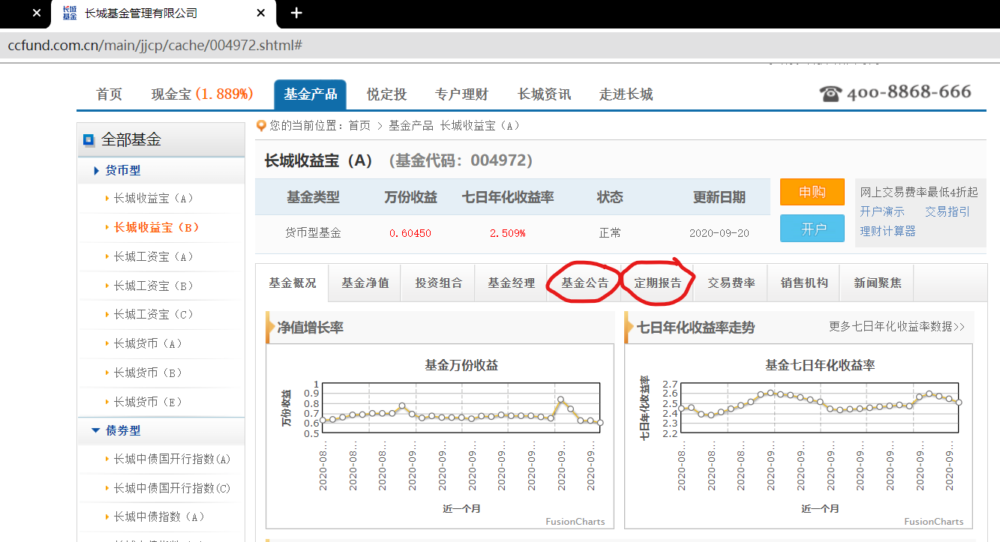 长城基金管理有限公司
ccfund.com.cn/main/jjcp/cache/004972.shtml#
首页 现金宝(1.889%) 基金产品 悦定投 专户理财 长城资讯 走进长城 400-8868-666
您的当前位置：首页 > 基金产品 长城收益宝（A）
全部基金
货币型
长城收益宝（A）
长城收益宝（B）
长城工资宝（A）
长城工资宝（B）
长城工资宝（C）
长城货币（A）
长城货币（B）
长城货币（E）
债券型
长城中债国开行指数(A)
长城中债国开行指数(C)
长城中债指数（A）
长城收益宝（A）（基金代码：004972）
基金类型 万份收益 七日年化收益率 状态 更新日期
货币型基金 0.60450 2.509% 正常 2020-09-20
申购
开户
网上交易费率最低4折起
开户演示 交易指引
理财计算器
基金概况 基金净值 投资组合 基金经理 基金公告 定期报告 交易费率 销售机构 新闻聚焦
净值增长率
基金万份收益
万份收益
1
0.9
0.8
0.7
0.6
0.5
2020-08... 2020-08... 2020-08... 2020-09... 2020-09... 2020-09... 2020-09... 2020-09... 2020-09... 2020-09...
近一个月
FusionCharts
七日年化收益率走势 更多七日年化收益率数据>>
基金七日年化收益率
七日年化收益率
2.7
2.6
2.5
2.4
2.3
2.2
2020-08... 2020-08... 2020-08... 2020-09... 2020-09... 2020-09... 2020-09... 2020-09... 2020-09... 2020-09...
近一个月
FusionCharts